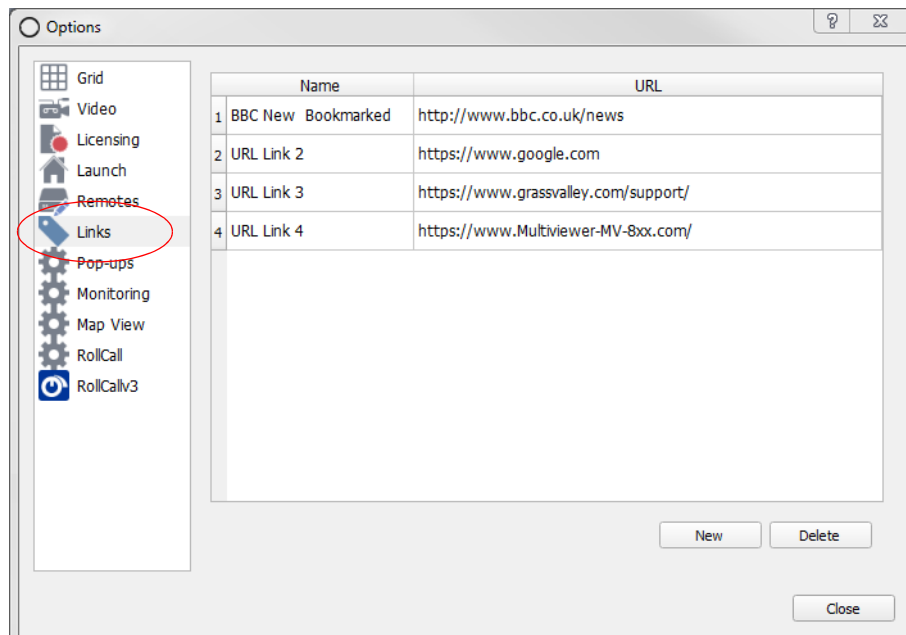 Options
Grid
Video
Licensing
Launch
Remotes
Links
Pop-ups
Monitoring
Map View
RollCall
RollCallv3
Name URL
1 BBC New Bookmarked http://www.bbc.co.uk/news
2 URL Link 2 https://www.google.com
3 URL Link 3 https://www.grassvalley.com/support/
4 URL Link 4 https://www.Multiviewer-MV-8xx.com/
New Delete
Close